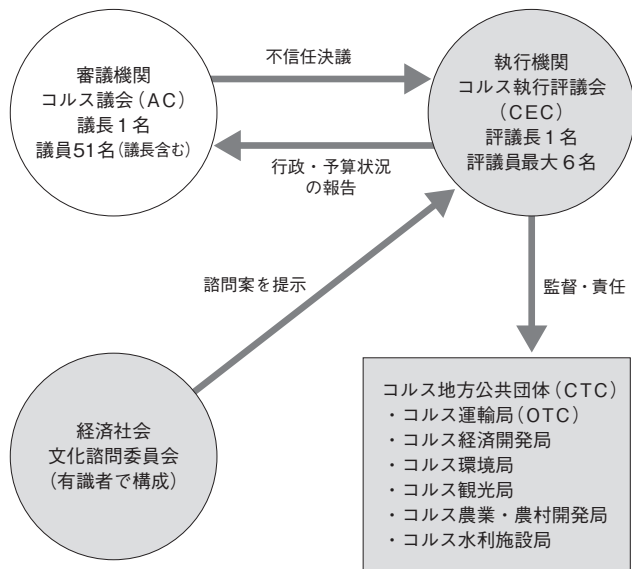 審議機関
コルス議会（AC）
議長１名
議員51名（議長含む）
不信任決議
執行機関
コルス執行評議会
（CEC）
評議長１名
評議員最大６名
行政・予算状況
の報告
諮問案を提示
監督・責任
経済社会
文化諮問委員会
（有識者で構成）
コルス地方公共団体（CTC）
・コルス運輸局（OTC）
・コルス経済開発局
・コルス環境局
・コルス観光局
・コルス農業・農村開発局
・コルス水利施設局